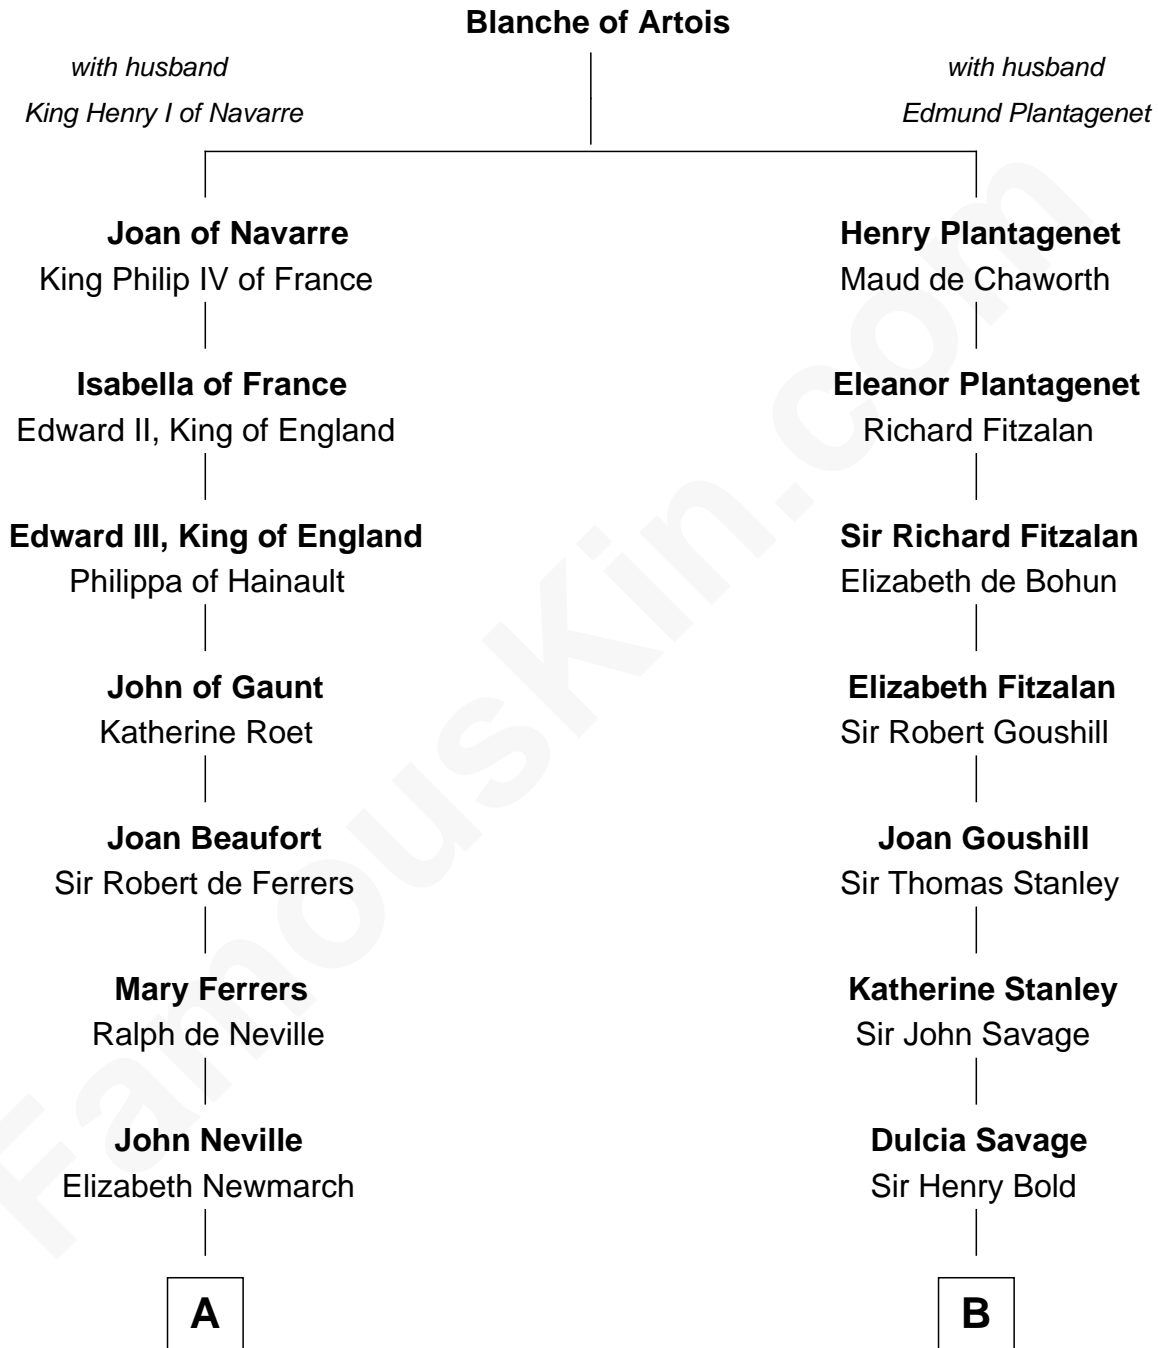 Blanche of Artois
with husband
King Henry I of Navarre
with husband
Edmund Plantagenet
Joan of Navarre
King Philip IV of France
Henry Plantagenet
Maud de Chaworth
Isabella of France
Edward II, King of England
Eleanor Plantagenet
Richard Fitzalan
Edward III, King of England
Philippa of Hainault
Sir Richard Fitzalan
Elizabeth de Bohun
John of Gaunt
Katherine Roet
Elizabeth Fitzalan
Sir Robert Goushill
Joan Beaufort
Sir Robert de Ferrers
Joan Goushill
Sir Thomas Stanley
Mary Ferrers
Ralph de Neville
Katherine Stanley
Sir John Savage
John Neville
Elizabeth Newmarch
Dulcia Savage
Sir Henry Bold
A
B
FamousKin.com